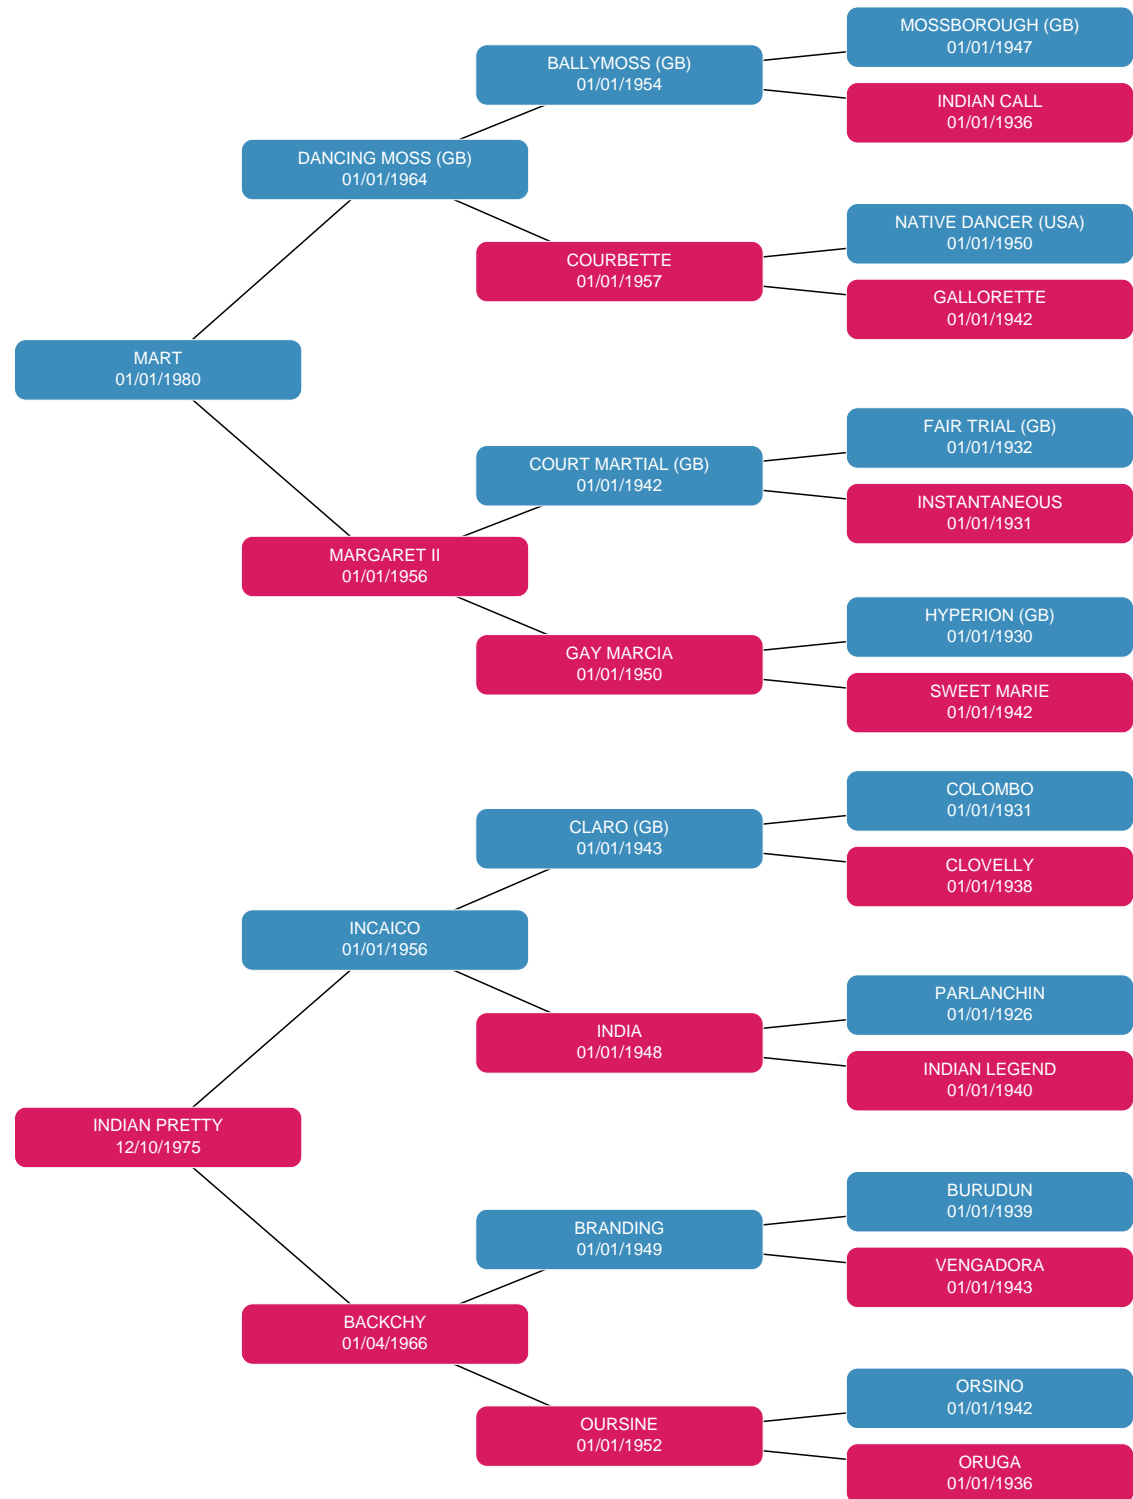 MOSSBOROUGH (GB)
01/01/1947
BALLYMOSS (GB)
01/01/1954
INDIAN CALL
01/01/1936
DANCING MOSS (GB)
01/01/1964
NATIVE DANCER (USA)
01/01/1950
COURBETTE
01/01/1957
GALLORETTE
01/01/1942
MART
01/01/1980
FAIR TRIAL (GB)
01/01/1932
COURT MARTIAL (GB)
01/01/1942
INSTANTANEOUS
01/01/1931
MARGARET II
01/01/1956
HYPERION (GB)
01/01/1930
GAY MARCIA
01/01/1950
SWEET MARIE
01/01/1942
COLOMBO
01/01/1931
CLARO (GB)
01/01/1943
CLOVELLY
01/01/1938
INCAICO
01/01/1956
PARLANCHIN
01/01/1926
INDIA
01/01/1948
INDIAN LEGEND
01/01/1940
INDIAN PRETTY
12/10/1975
BURUDUN
01/01/1939
BRANDING
01/01/1949
VENGADORA
01/01/1943
BACKCHY
01/04/1966
ORSINO
01/01/1942
OURSINE
01/01/1952
ORUGA
01/01/1936